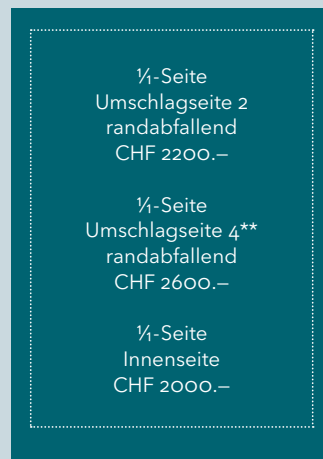 ¹⁄₁-Seite
Umschlagseite 2
randabfallend
CHF 2200.–
¹⁄₁-Seite
Umschlagseite 4**
randabfallend
CHF 2600.–
¹⁄₁-Seite
Innenseite
CHF 2000.–